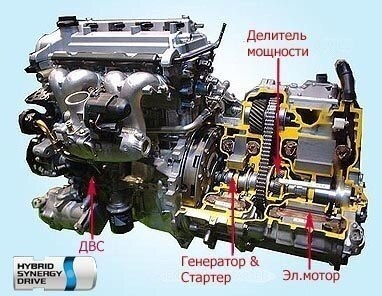 Делитель
мощности
ДВС
Генератор &
Стартер
Эл.мотор
HYBRID
SYNERGY
DRIVE